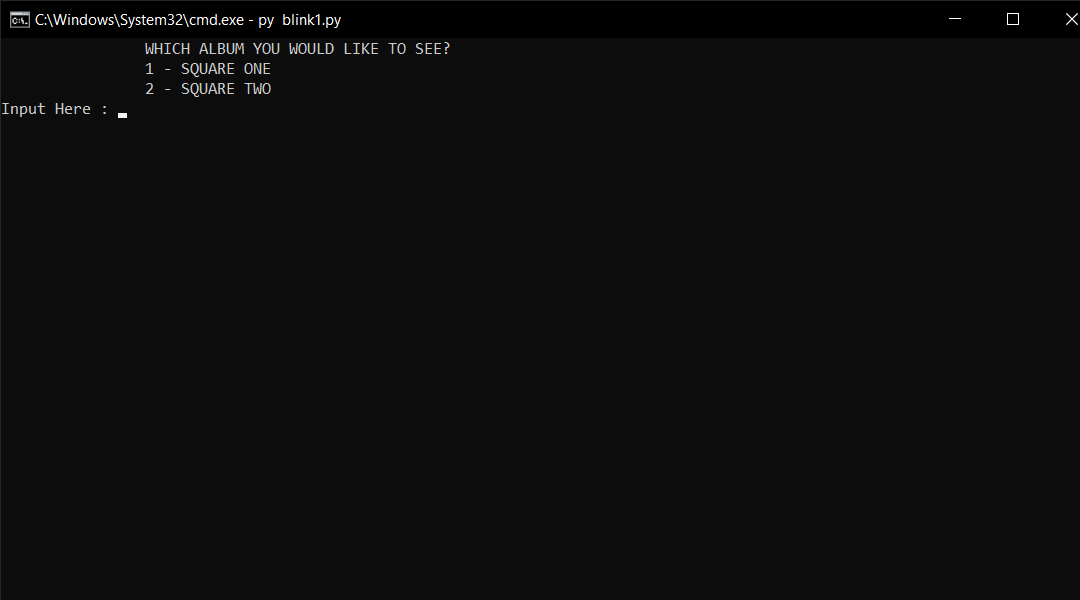 C:\Windows\System32\cmd.exe - py  blink1.py
WHICH ALBUM YOU WOULD LIKE TO SEE?
1 - SQUARE ONE
2 - SQUARE TWO
Input Here :